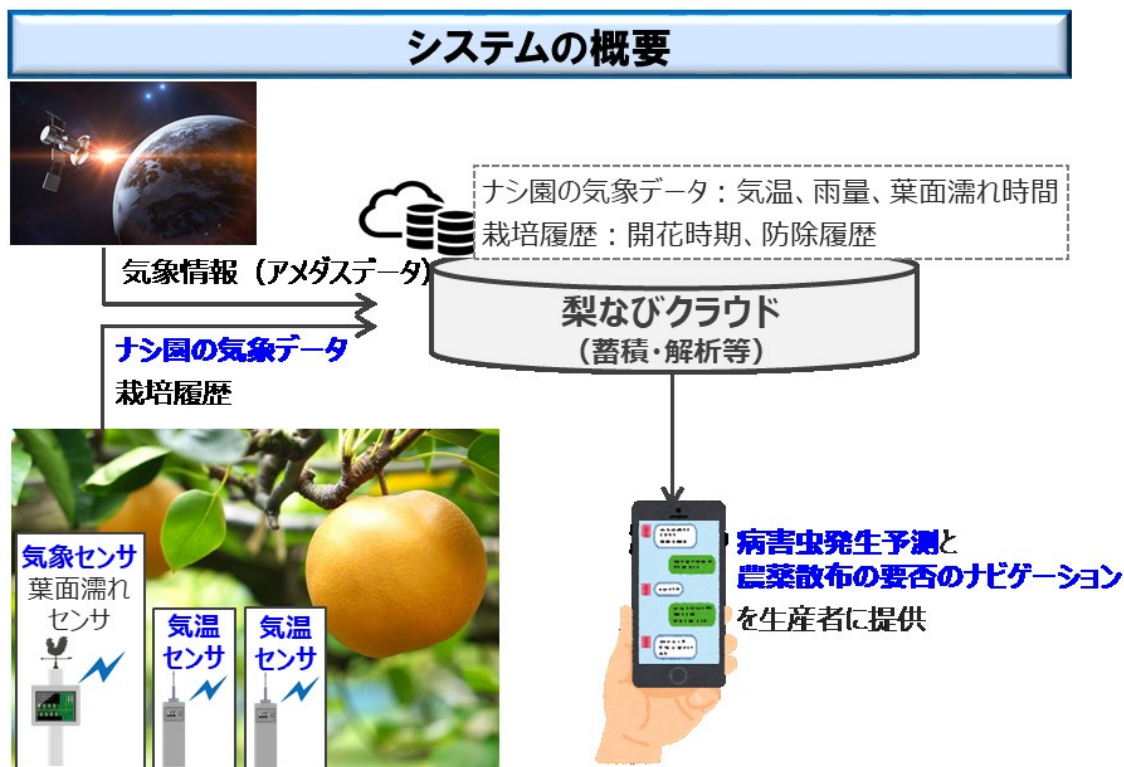 システムの概要
ナシ園の気象データ：気温、雨量、葉面濡れ時間
栽培履歴：開花時期、防除履歴
気象情報（アメダスデータ）
梨なびクラウド
（蓄積・解析等）
ナシ園の気象データ
栽培履歴
気象センサ
葉面濡れ
センサ
気温
センサ
気温
センサ
病害虫発生予測と
農薬散布の要否のナビゲーション
を生産者に提供